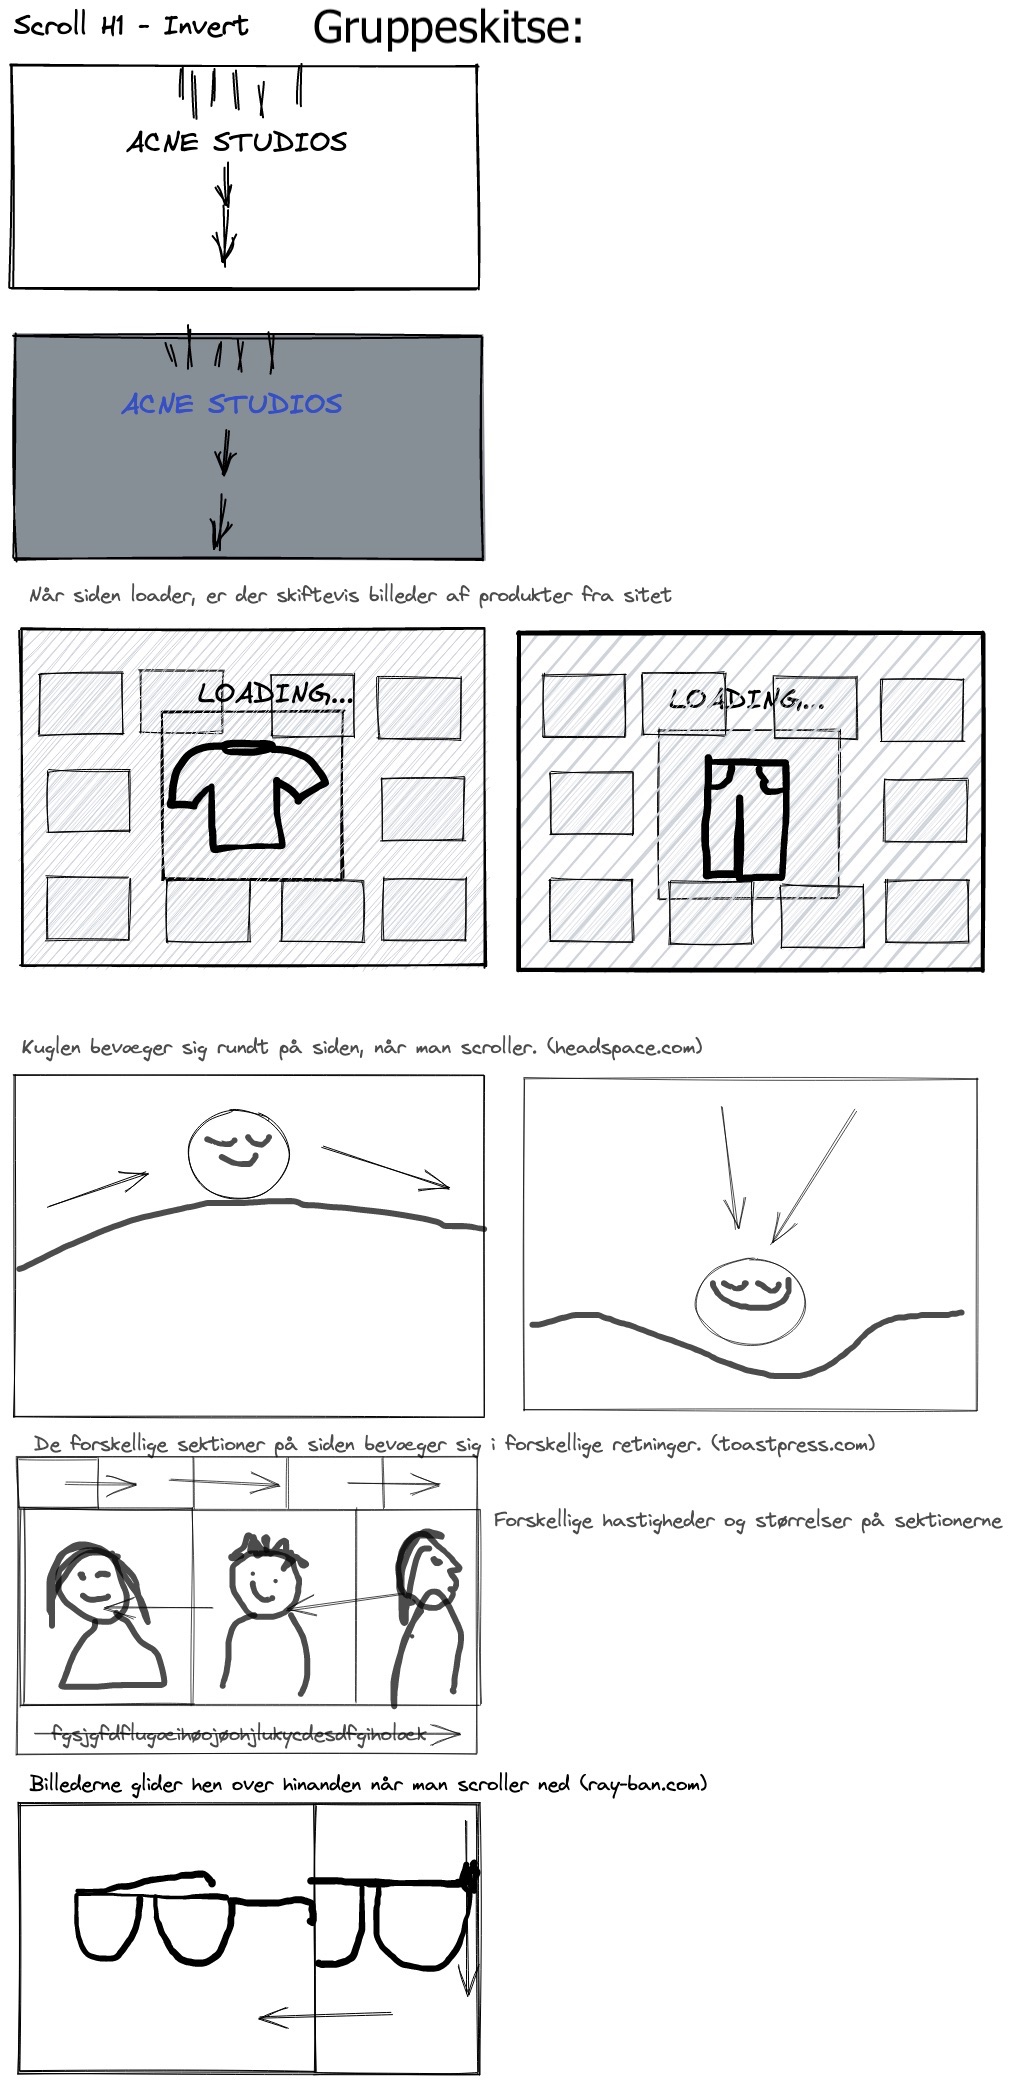 Scroll H1 - Invert
Gruppeskitse:
ACNE STUDIOS
ACNE STUDIOS
Når siden loader, er der skiftevis billeder af produkter fra sitet
LOADING...
LOADING...
Kuglen bevæger sig rundt på siden, når man scroller. (headspace.com)
De forskellige sektioner på siden bevæger sig i forskellige retninger. (toastpress.com)
Forskellige hastigheder og størrelser på sektionerne
Billederne glider hen over hinanden når man scroller ned (ray-ban.com)